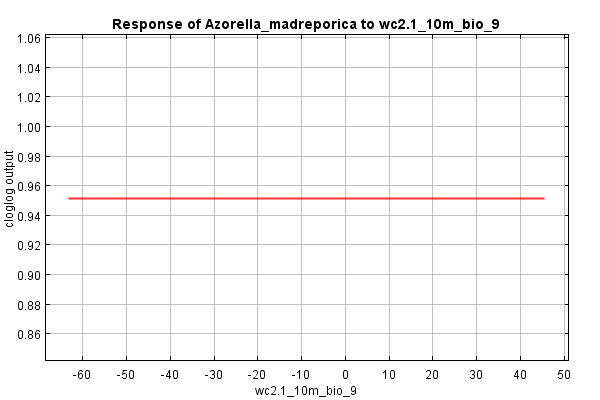 Response of Azorella_madreporica to wc2.1_10m_bio_9
1.06
1.04
1.02
1.00
0.98
0.96
0.94
0.92
0.90
0.88
0.86
cloglog output
-60 -50 -40 -30 -20 -10 0 10 20 30 40 50
wc2.1_10m_bio_9